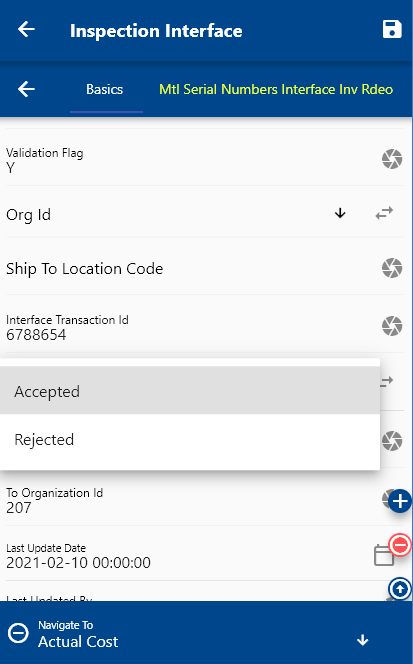 Inspection Interface
Basics
Mtl Serial Numbers Interface Inv Rdeo
Validation Flag
Y
Org Id
Ship To Location Code
Interface Transaction Id
6788654
Accepted
Rejected
To Organization Id
207
Last Update Date
2021-02-10 00:00:00
Last Updated By
Navigate To
Actual Cost